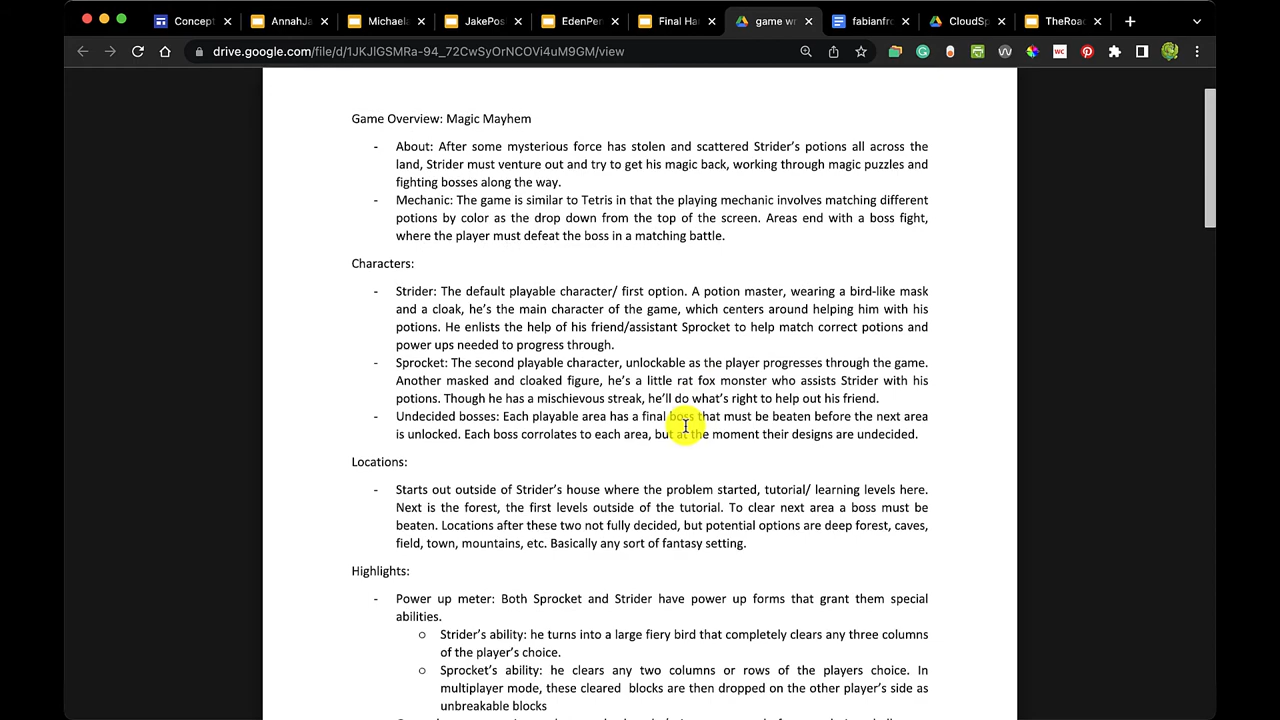 Concept
AnnahJa
Michaela
JakePos
EdenPer
Final Ha
game wr
fabianfro
CloudSp
TheRoad
drive.google.com/file/d/1JKJIGSMRa-94_72CwSyOrNCOVi4uM9GM/view
Game Overview: Magic Mayhem
- About: After some mysterious force has stolen and scattered Strider's potions all across the
land, Strider must venture out and try to get his magic back, working through magic puzzles and
fighting bosses along the way.
- Mechanic: The game is similar to Tetris in that the playing mechanic involves matching different
potions by color as the drop down from the top of the screen. Areas end with a boss fight,
where the player must defeat the boss in a matching battle.
Characters:
- Strider: The default playable character/ first option. A potion master, wearing a bird-like mask
and a cloak, he's the main character of the game, which centers around helping him with his
potions. He enlists the help of his friend/assistant Sprocket to help match correct potions and
power ups needed to progress through.
- Sprocket: The second playable character, unlockable as the player progresses through the game.
Another masked and cloaked figure, he's a little rat fox monster who assists Strider with his
potions. Though he has a mischievous streak, he'll do what's right to help out his friend.
- Undecided bosses: Each playable area has a final boss that must be beaten before the next area
is unlocked. Each boss corrolates to each area, but at the moment their designs are undecided.
Locations:
- Starts out outside of Strider's house where the problem started, tutorial/ learning levels here.
Next is the forest, the first levels outside of the tutorial. To clear next area a boss must be
beaten. Locations after these two not fully decided, but potential options are deep forest, caves,
field, town, mountains, etc. Basically any sort of fantasy setting.
Highlights:
- Power up meter: Both Sprocket and Strider have power up forms that grant them special
abilities.
o Strider's ability: he turns into a large fiery bird that completely clears any three columns
of the player's choice.
o Sprocket's ability: he clears any two columns or rows of the players choice. In
multiplayer mode, these cleared blocks are then dropped on the other player's side as
unbreakable blocks